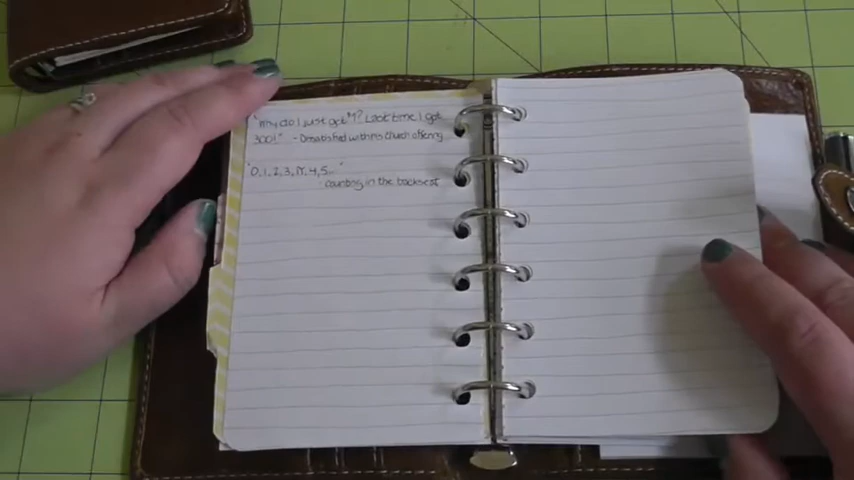 "Why do I just got 4? Last time I got
300!" - Dissatisfied with his church offering
"0,1,2,3,17,4,5..."
Counting in the backseat